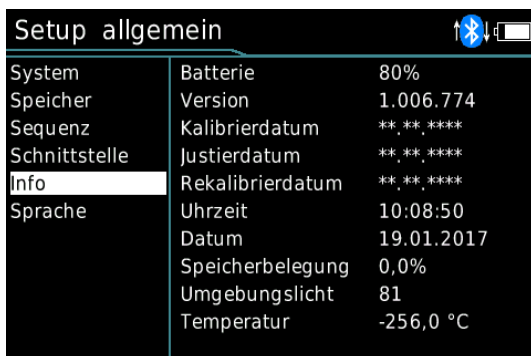 Setup allgemein
System
Speicher
Sequenz
Schnittstelle
Info
Sprache
Batterie 80%
Version 1.006.774
Kalibrierdatum **.**.****
Justierdatum **.**.****
Rekalibrierdatum **.**.****
Uhrzeit 10:08:50
Datum 19.01.2017
Speicherbelegung 0,0%
Umgebungslicht 81
Temperatur -256,0 °C